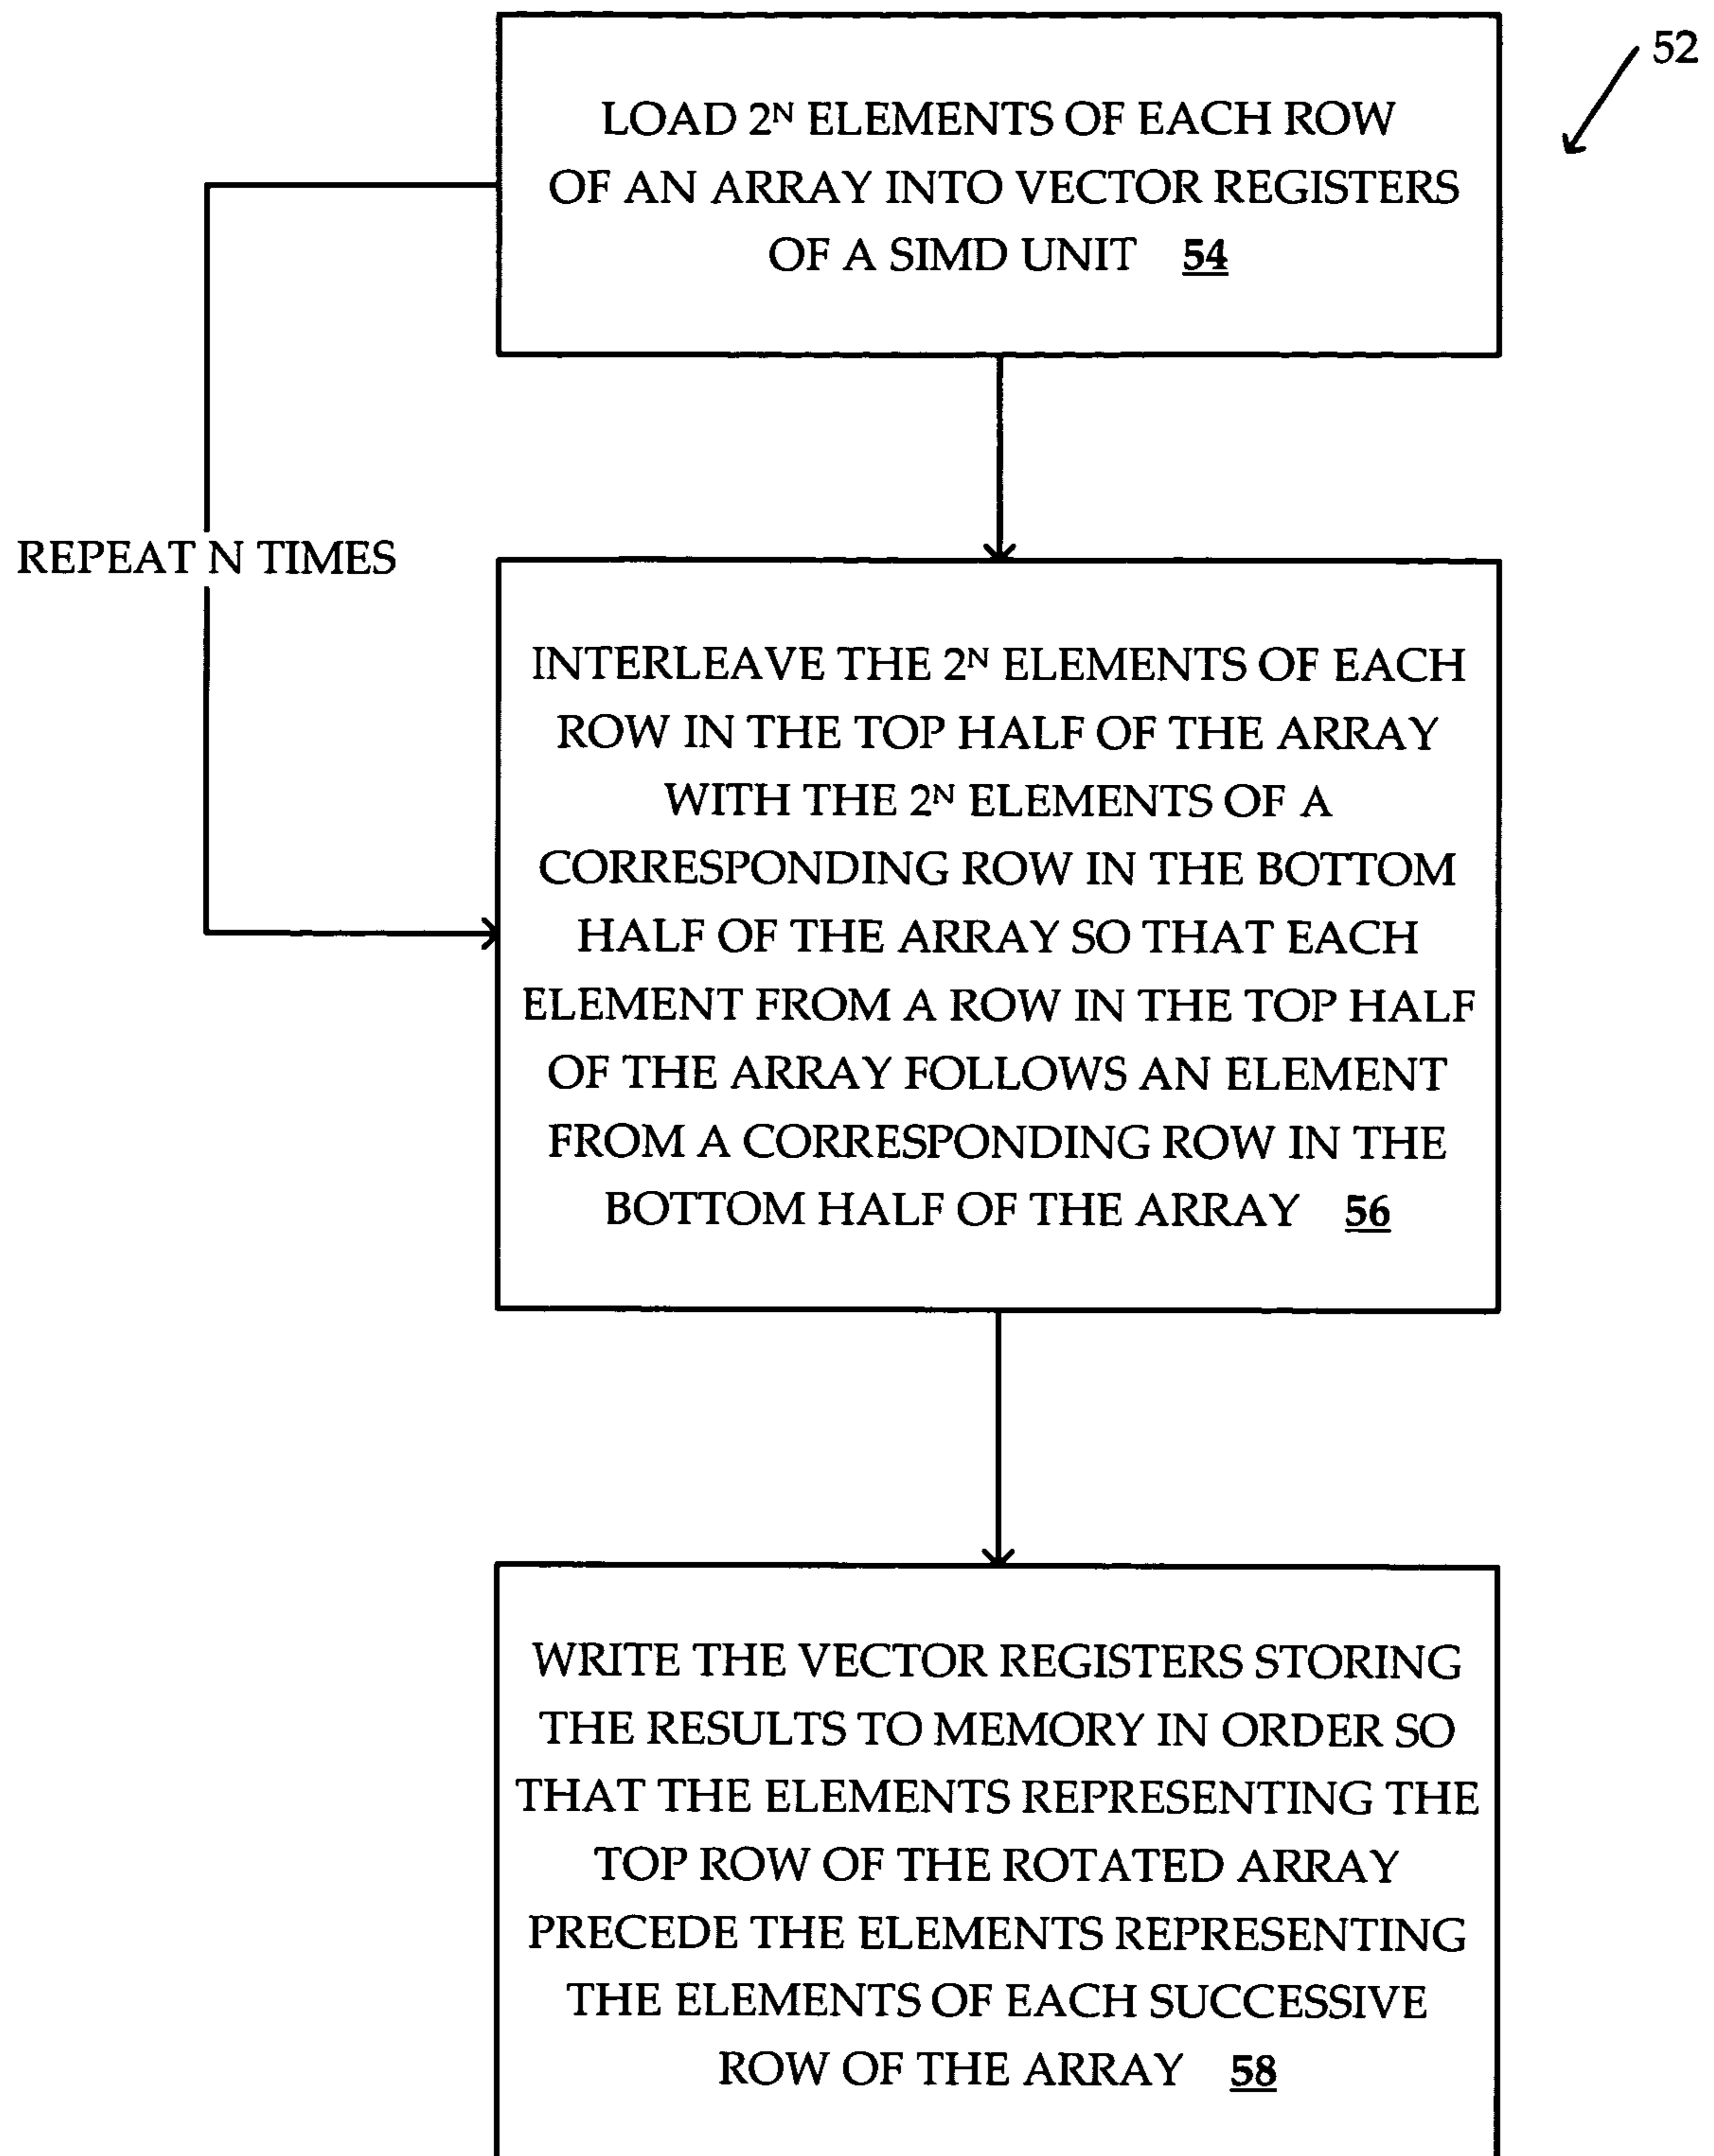 52
LOAD 2ᴺ ELEMENTS OF EACH ROW
OF AN ARRAY INTO VECTOR REGISTERS
OF A SIMD UNIT 54
REPEAT N TIMES
INTERLEAVE THE 2ᴺ ELEMENTS OF EACH
ROW IN THE TOP HALF OF THE ARRAY
WITH THE 2ᴺ ELEMENTS OF A
CORRESPONDING ROW IN THE BOTTOM
HALF OF THE ARRAY SO THAT EACH
ELEMENT FROM A ROW IN THE TOP HALF
OF THE ARRAY FOLLOWS AN ELEMENT
FROM A CORRESPONDING ROW IN THE
BOTTOM HALF OF THE ARRAY 56
WRITE THE VECTOR REGISTERS STORING
THE RESULTS TO MEMORY IN ORDER SO
THAT THE ELEMENTS REPRESENTING THE
TOP ROW OF THE ROTATED ARRAY
PRECEDE THE ELEMENTS REPRESENTING
THE ELEMENTS OF EACH SUCCESSIVE
ROW OF THE ARRAY 58